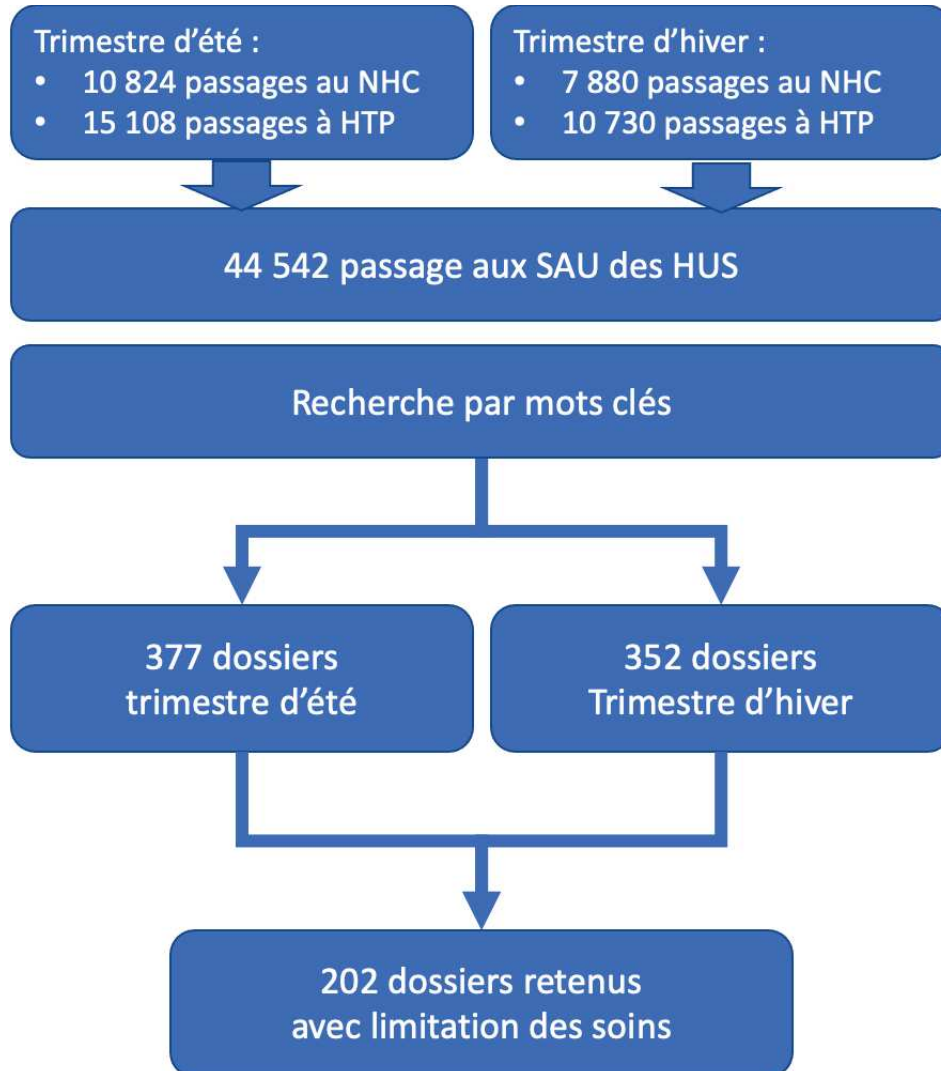 Trimestre d'été :
• 10 824 passages au NHC
• 15 108 passages à HTP
Trimestre d'hiver :
• 7 880 passages au NHC
• 10 730 passages à HTP
44 542 passage aux SAU des HUS
Recherche par mots clés
377 dossiers
trimestre d'été
352 dossiers
Trimestre d'hiver
202 dossiers retenus
avec limitation des soins